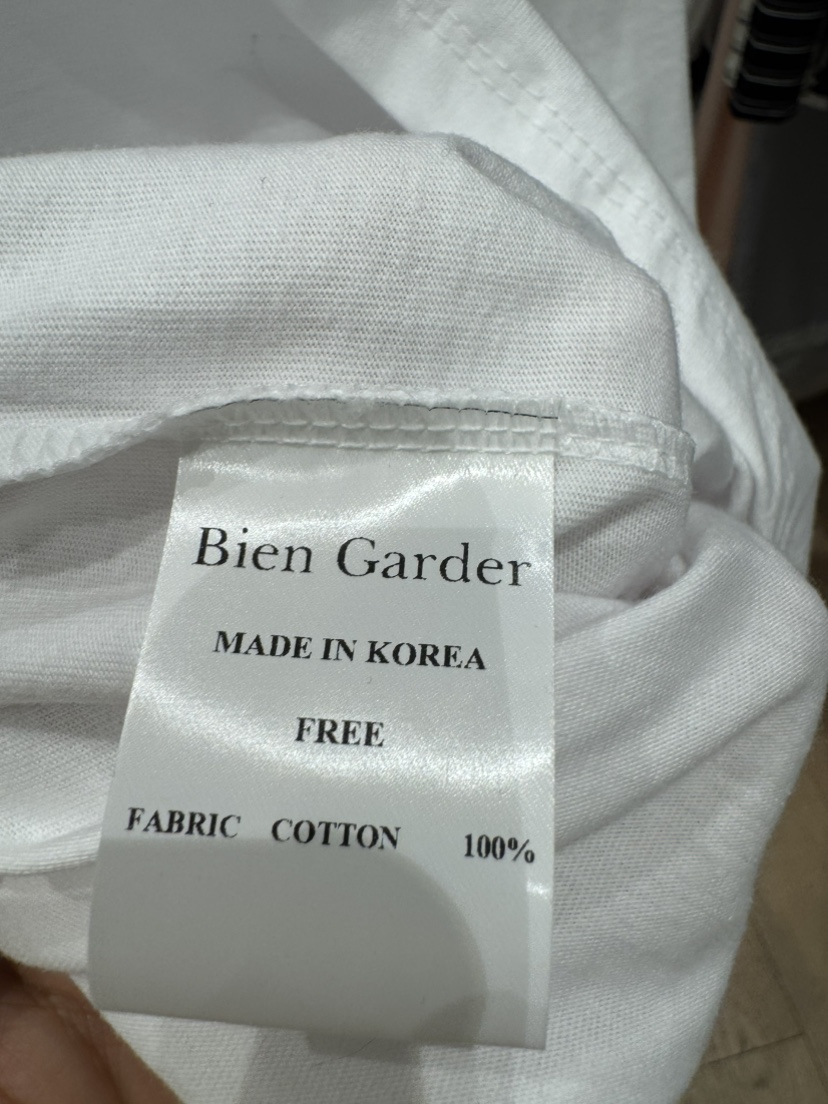 Bien Garder
MADE IN KOREA
FREE
FABRIC COTTON 100%